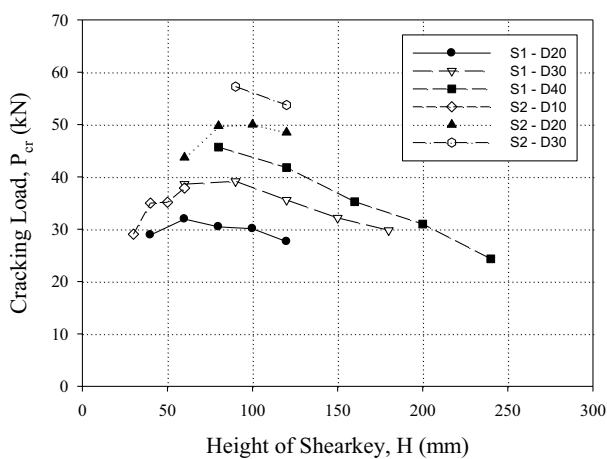 70
60
50
40
30
20
10
0
Cracking Load, P_cr (kN)
S1 - D20
S1 - D30
S1 - D40
S2 - D10
S2 - D20
S2 - D30
0 50 100 150 200 250 300
Height of Shearkey, H (mm)